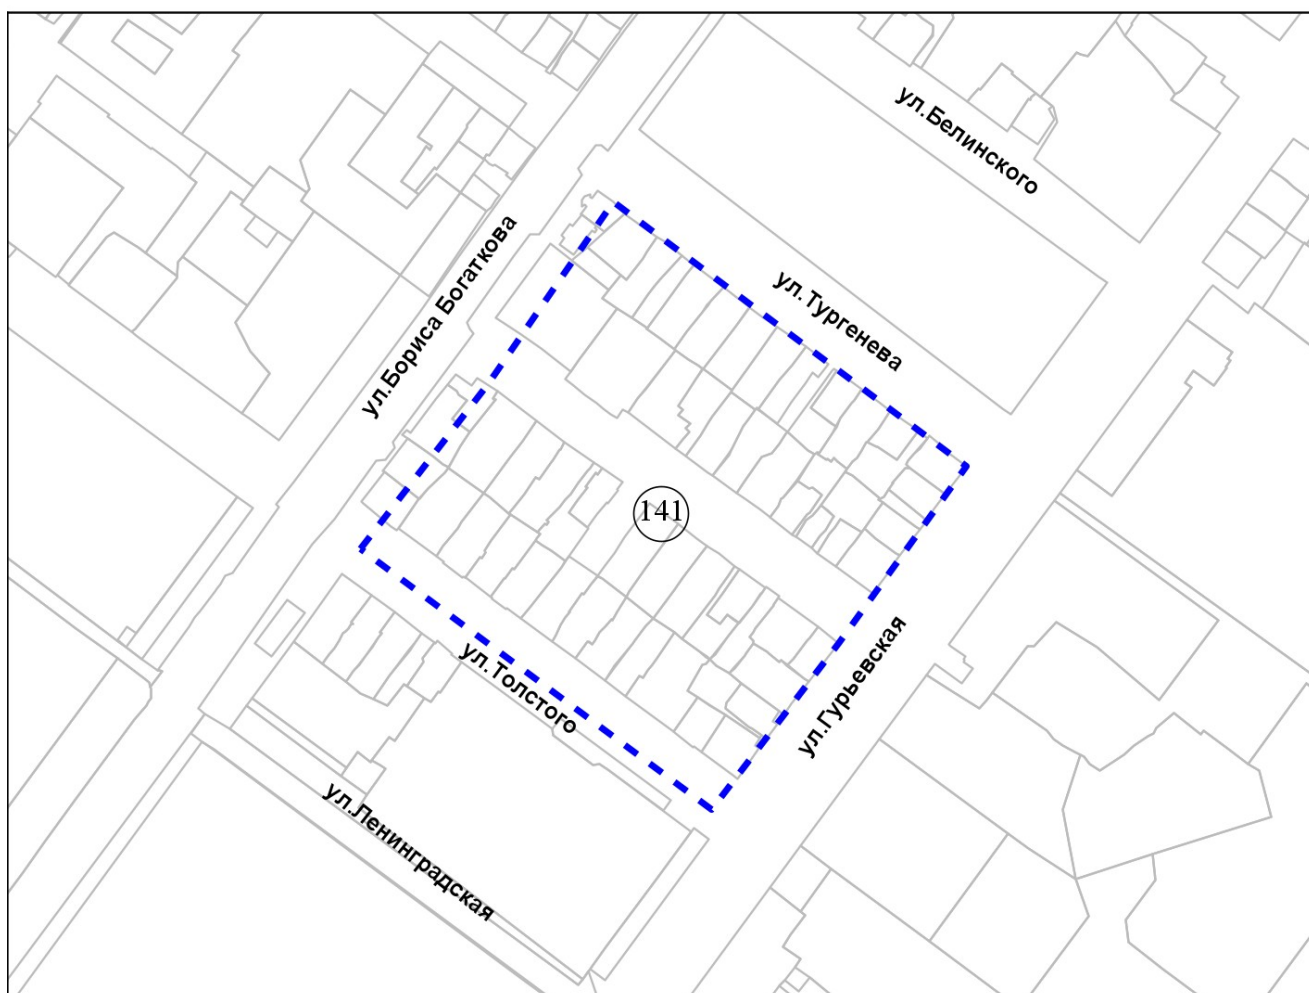 ул.Белинского
ул.Бориса Богаткова
ул.Тургенева
141
ул.Гурьевская
ул.Толстого
ул.Ленинградская